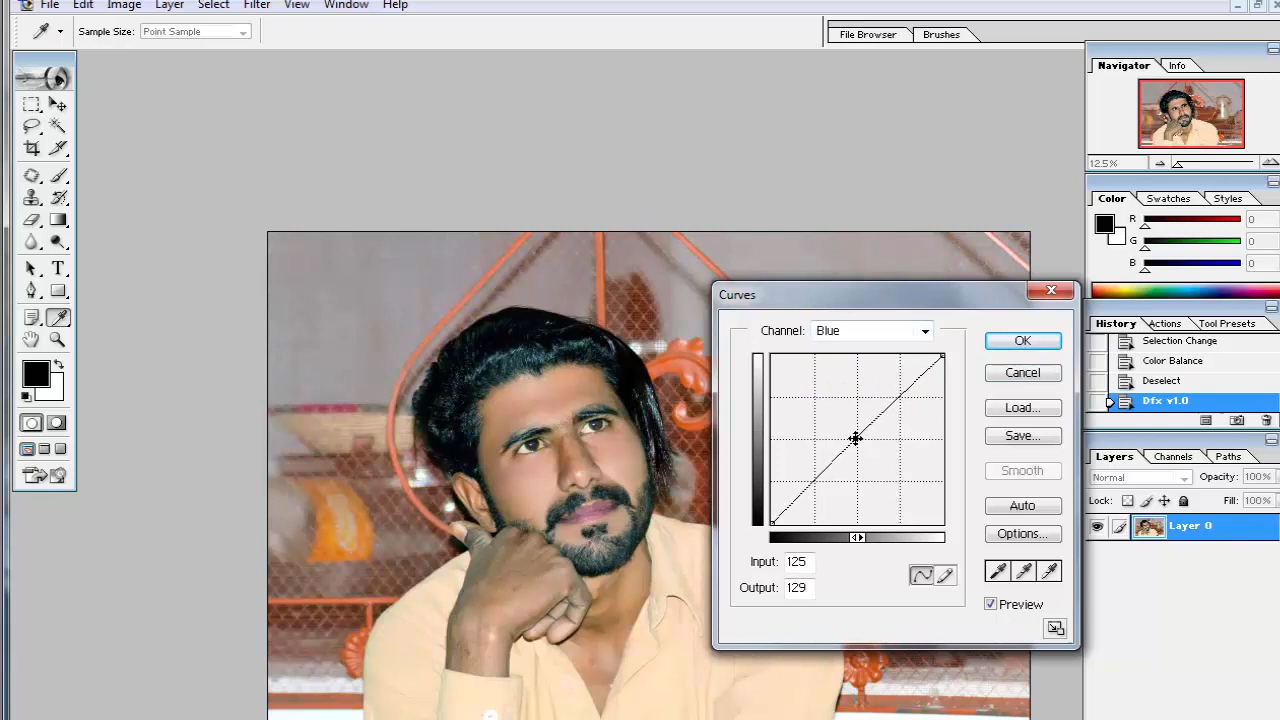 File Edit Image Layer Select Filter View Window Help
Sample Size: Point Sample
File Browser Brushes
Navigator Info
12.5%
Color Swatches Styles
R 0
G 0
B 0
History Actions Tool Presets
Selection Change
Color Balance
Deselect
Dfx v1.0
Layers Channels Paths
Normal Opacity: 100%
Lock: Fill: 100%
Layer 0
T
Curves
Channel: Blue
OK
Cancel
Load...
Save...
Smooth
Auto
Options...
Input: 125
Output: 129
Preview